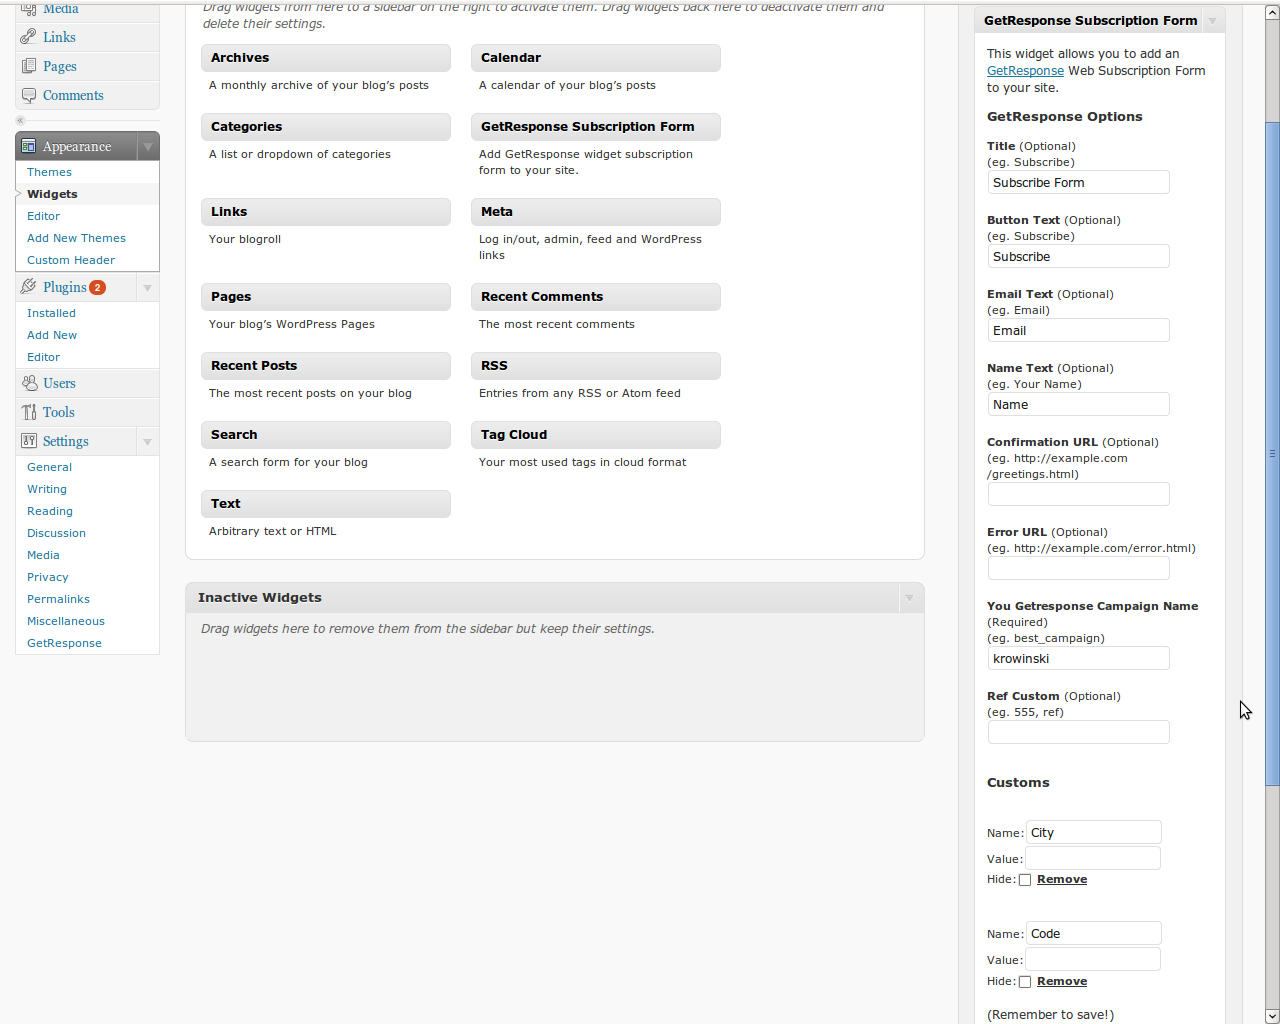 Media
Links
Pages
Comments
Appearance
Themes
Widgets
Editor
Add New Themes
Custom Header
Plugins 2
Installed
Add New
Editor
Users
Tools
Settings
General
Writing
Reading
Discussion
Media
Privacy
Permalinks
Miscellaneous
GetResponse
Drag widgets from here to a sidebar on the right to activate them. Drag widgets back here to deactivate them and
delete their settings.
Archives
A monthly archive of your blog's posts
Calendar
A calendar of your blog's posts
Categories
A list or dropdown of categories
GetResponse Subscription Form
Add GetResponse widget subscription
form to your site.
Links
Your blogroll
Meta
Log in/out, admin, feed and WordPress
links
Pages
Your blog's WordPress Pages
Recent Comments
The most recent comments
Recent Posts
The most recent posts on your blog
RSS
Entries from any RSS or Atom feed
Search
A search form for your blog
Tag Cloud
Your most used tags in cloud format
Text
Arbitrary text or HTML
Inactive Widgets
Drag widgets here to remove them from the sidebar but keep their settings.
GetResponse Subscription Form
This widget allows you to add an
GetResponse Web Subscription Form
to your site.
GetResponse Options
Title (Optional)
(eg. Subscribe)
Subscribe Form
Button Text (Optional)
(eg. Subscribe)
Subscribe
Email Text (Optional)
(eg. Email)
Email
Name Text (Optional)
(eg. Your Name)
Name
Confirmation URL (Optional)
(eg. http://example.com
/greetings.html)
Error URL (Optional)
(eg. http://example.com/error.html)
You Getresponse Campaign Name
(Required)
(eg. best_campaign)
krowinski
Ref Custom (Optional)
(eg. 555, ref)
Customs
Name: City
Value:
Hide: Remove
Name: Code
Value:
Hide: Remove
(Remember to save!)